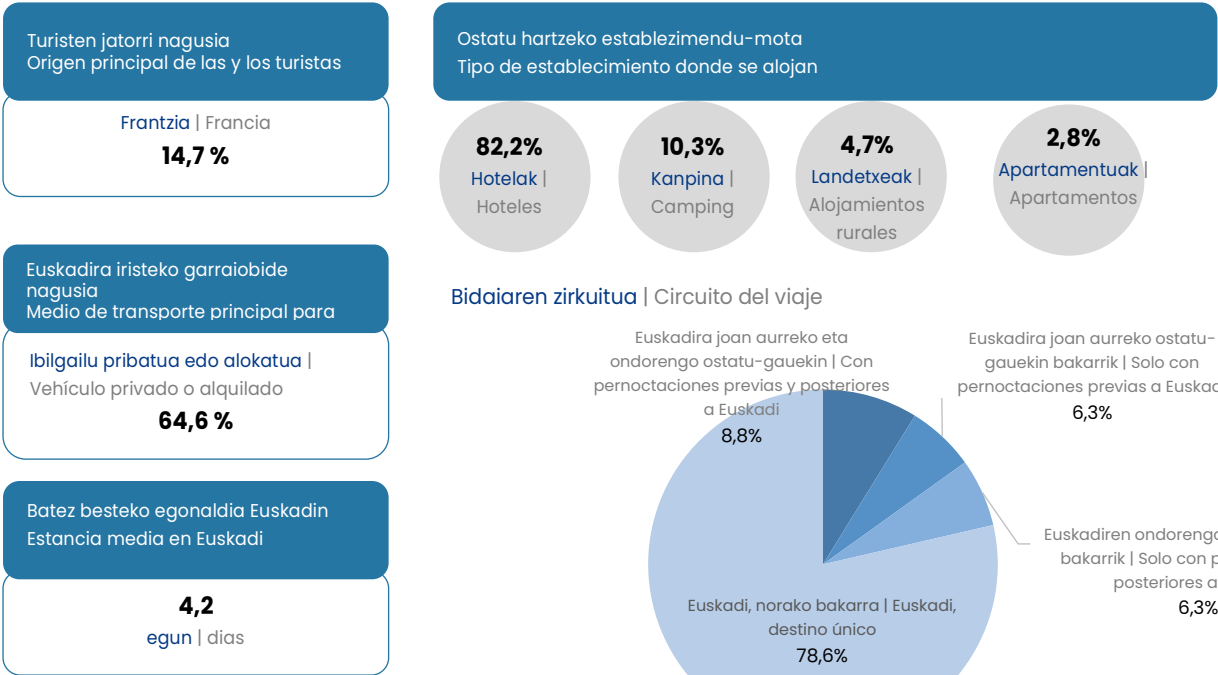 Turisten jatorri nagusia
Origen principal de las y los turistas
Frantzia | Francia
14,7 %
Euskadira iristeko garraiobide
nagusia
Medio de transporte principal para
Ibilgailu pribatua edo alokatua |
Vehículo privado o alquilado
64,6 %
Batez besteko egonaldia Euskadin
Estancia media en Euskadi
4,2
egun | dias
Ostatu hartzeko establezimendu-mota
Tipo de establecimiento donde se alojan
82,2%
Hotelak |
Hoteles
10,3%
Kanpina |
Camping
4,7%
Landetxeak |
Alojamientos
rurales
2,8%
Apartamentuak |
Apartamentos
Bidaiaren zirkuitua | Circuito del viaje
Euskadira joan aurreko eta
ondorengo ostatu-gauekin | Con
pernoctaciones previas y posteriores
a Euskadi
8,8%
Euskadira joan aurreko ostatu-
gauekin bakarrik | Solo con
pernoctaciones previas a
6,3%
Euskadiren
bakarrik | Solo con
posteriores a
6,3%
Euskadi, norako bakarra | Euskadi,
destino único
78,6%